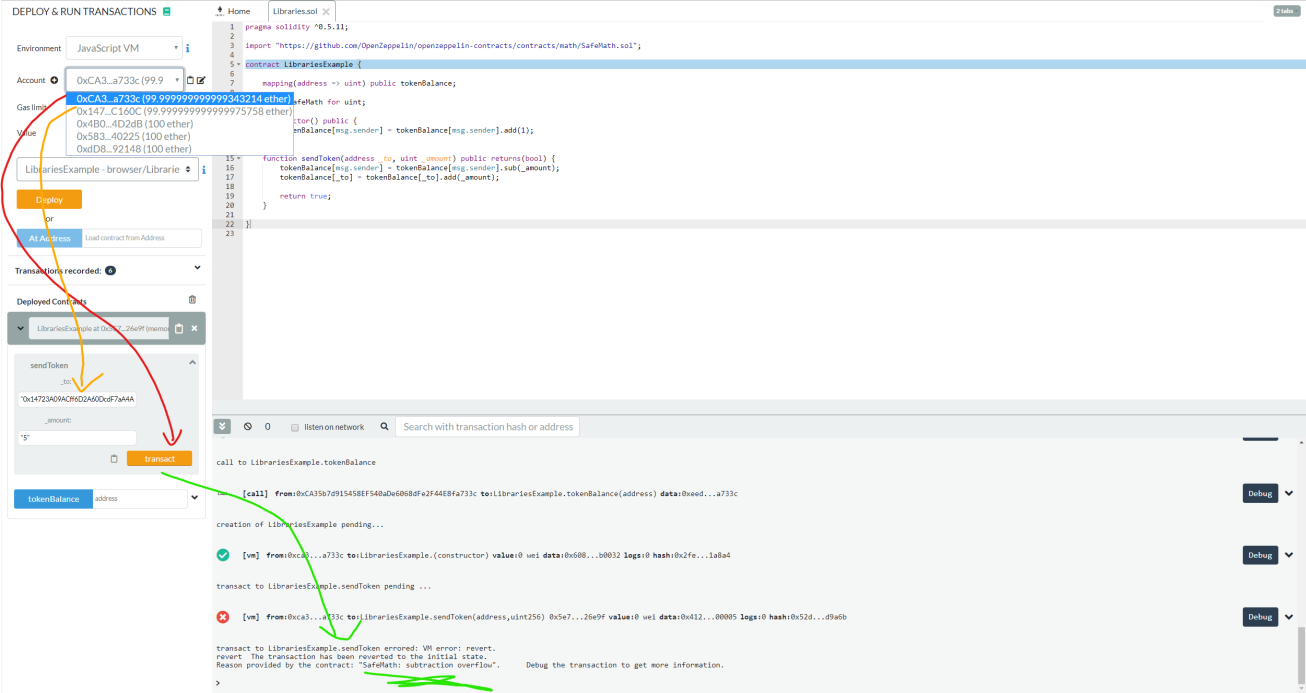 DEPLOY & RUN TRANSACTIONS
Environment JavaScript VM
Account 0xCA3...a733c (99.9
0xCA3...a733c (99.999999999999343214 ether)
Gas limit
0x147...C160C (99.999999999999975758 ether)
0x4B0...4D2dB (100 ether)
Value
0x583...40225 (100 ether)
0xdD8...92148 (100 ether)
LibrariesExample - browser/Librarie
Deploy
or
At Address Load contract from Address
Transactions recorded: 6
Deployed Contracts
LibrariesExample at 0x5E7...26e9f (memor
sendToken
_to:
"0x14723A09ACff6D2A60DcdF7aA4A
_amount:
"5"
transact
tokenBalance address
Home Libraries.sol 2 tabs
1 pragma solidity ^0.5.11;
2
3 import "https://github.com/OpenZeppelin/openzeppelin-contracts/contracts/math/SafeMath.sol";
4
5 contract LibrariesExample {
6
7 mapping(address => uint) public tokenBalance;
afeMath for uint;
ctor() public {
enBalance[msg.sender] = tokenBalance[msg.sender].add(1);
15 function sendToken(address _to, uint _amount) public returns(bool) {
16 tokenBalance[msg.sender] = tokenBalance[msg.sender].sub(_amount);
17 tokenBalance[_to] = tokenBalance[_to].add(_amount);
18
19 return true;
20 }
21
22 }
23
0 listen on network Search with transaction hash or address
call to LibrariesExample.tokenBalance
[call] from:0xCA35b7d915458EF540aDe6068dFe2F44E8fa733c to:LibrariesExample.tokenBalance(address) data:0xeed...a733c Debug
creation of LibrariesExample pending...
[vm] from:0xca3...a733c to:LibrariesExample.(constructor) value:0 wei data:0x608...b0032 logs:0 hash:0x2fe...1a8a4 Debug
transact to LibrariesExample.sendToken pending ...
[vm] from:0xca3...a733c to:LibrariesExample.sendToken(address,uint256) 0x5e7...26e9f value:0 wei data:0x412...00005 logs:0 hash:0x52d...d9a6b Debug
transact to LibrariesExample.sendToken errored: VM error: revert.
revert The transaction has been reverted to the initial state.
Reason provided by the contract: "SafeMath: subtraction overflow". Debug the transaction to get more information.
>